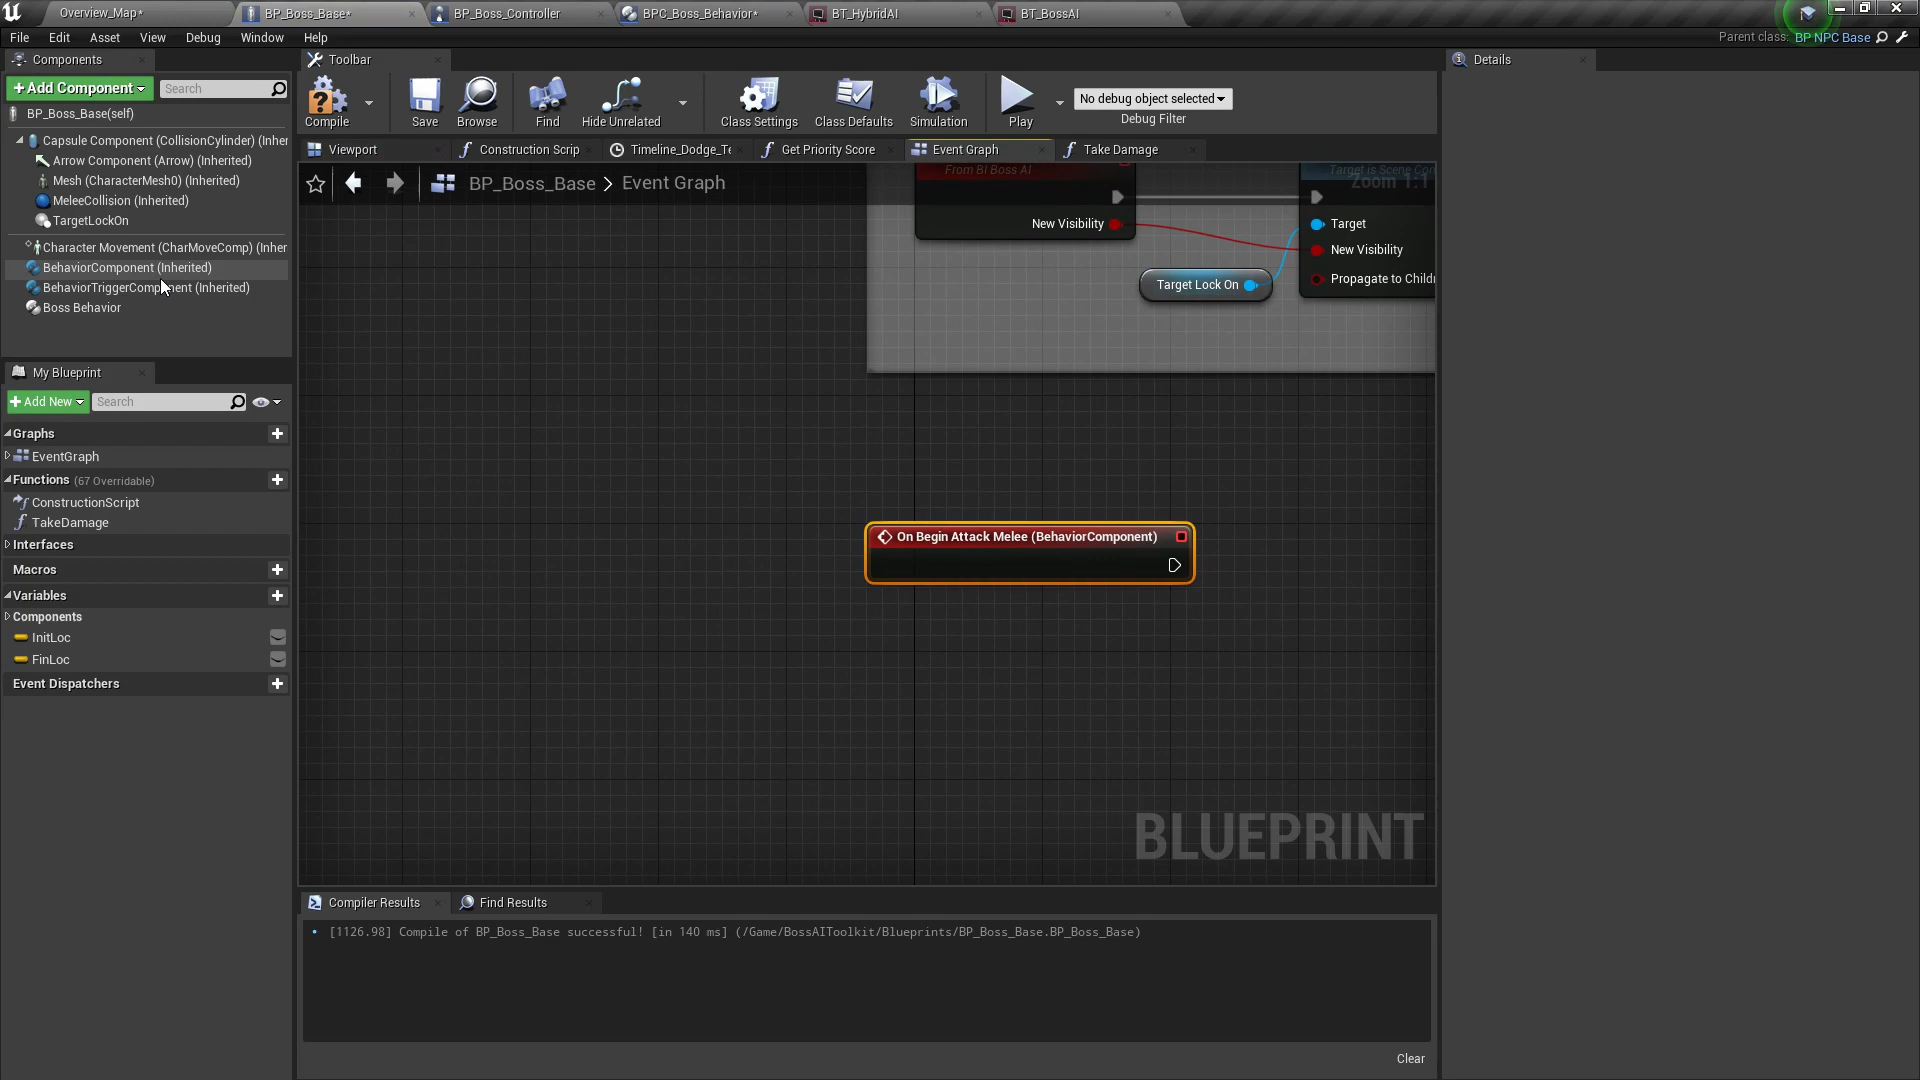 Overview_Map*
BP_Boss_Base*
BP_Boss_Controller
BPC_Boss_Behavior*
BT_HybridAI
BT_BossAI
File
Edit
Asset
View
Debug
Window
Help
Parent class:
BP NPC Base
Components
Toolbar
Details
Add Component
Search
Compile
Save
Browse
Find
Hide Unrelated
Class Settings
Class Defaults
Simulation
Play
No debug object selected
Debug Filter
BP_Boss_Base(self)
Capsule Component (CollisionCylinder) (Inher
Arrow Component (Arrow) (Inherited)
Mesh (CharacterMesh0) (Inherited)
MeleeCollision (Inherited)
TargetLockOn
Character Movement (CharMoveComp) (Inher
BehaviorComponent (Inherited)
BehaviorTriggerComponent (Inherited)
Boss Behavior
Viewport
Construction Scrip
Timeline_Dodge_Te
Get Priority Score
Event Graph
Take Damage
BP_Boss_Base > Event Graph
Zoom 1:1
From BI Boss AI
New Visibility
Target is Scene Con
Target
New Visibility
Propagate to Childr
Target Lock On
On Begin Attack Melee (BehaviorComponent)
BLUEPRINT
My Blueprint
Add New
Search
Graphs
EventGraph
Functions (67 Overridable)
ConstructionScript
TakeDamage
Interfaces
Macros
Variables
Components
InitLoc
FinLoc
Event Dispatchers
Compiler Results
Find Results
[1126.98] Compile of BP_Boss_Base successful! [in 140 ms] (/Game/BossAIToolkit/Blueprints/BP_Boss_Base.BP_Boss_Base)
Clear